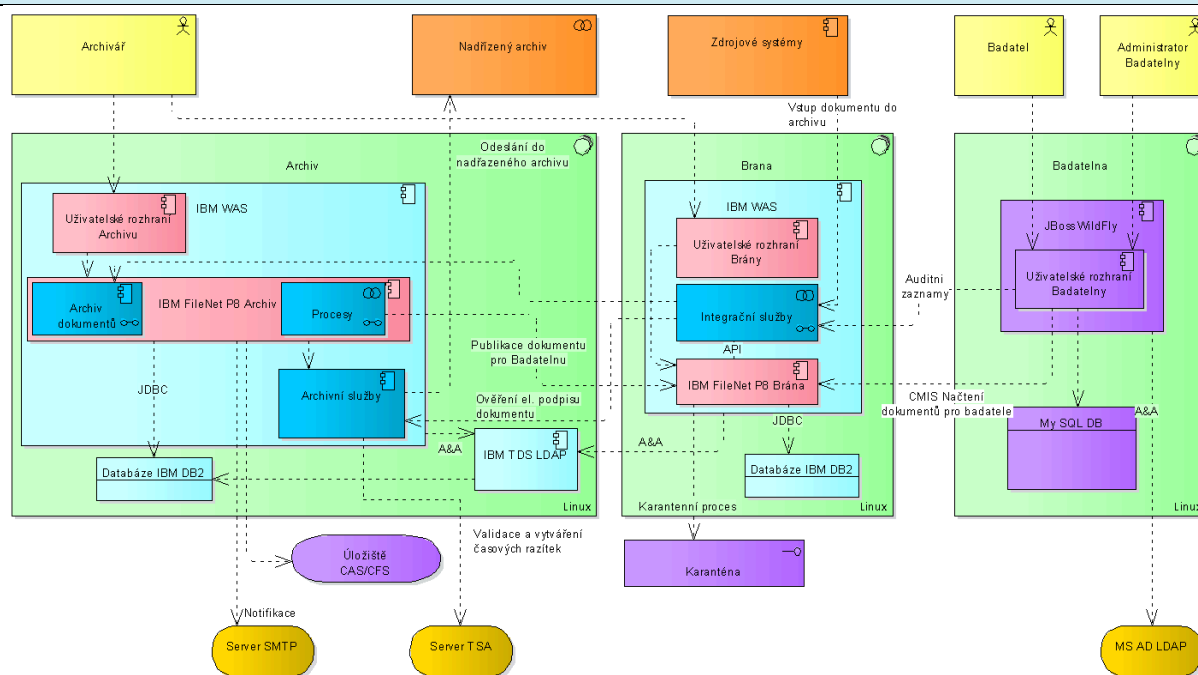 Archivář
Nadřízený archiv
Zdrojové systémy
Badatel
Administrator
Badatelny
Vstup dokumentu do
archivu
Odeslání do
nadřazeného archivu
Archiv
Brana
Badatelna
IBM WAS
Uživatelské rozhraní
Archivu
IBM WAS
Uživatelské rozhraní
Brány
JBoss WildFly
Uživatelské rozhraní
Badatelny
Auditni
zaznamy
Archiv
dokumentů
IBM FileNet P8 Archiv
Procesy
Integrační služby
API
Publikace dokumentu
pro Badatelnu
IBM FileNet P8 Brána
JDBC
Archivní služby
Ověření el. podpisu
dokumentu
CMIS Načtení
dokumentů pro badatele
JDBC
A&A
My SQL DB
A&A
IBM TDS LDAP
A&A
Databáze IBM DB2
Databáze IBM DB2
Linux
Linux
Linux
Karantenní proces
Validace a vytváření
časových razítek
Úložiště
CAS/CFS
Karanténa
Notifikace
Server SMTP
Server TSA
MS AD LDAP